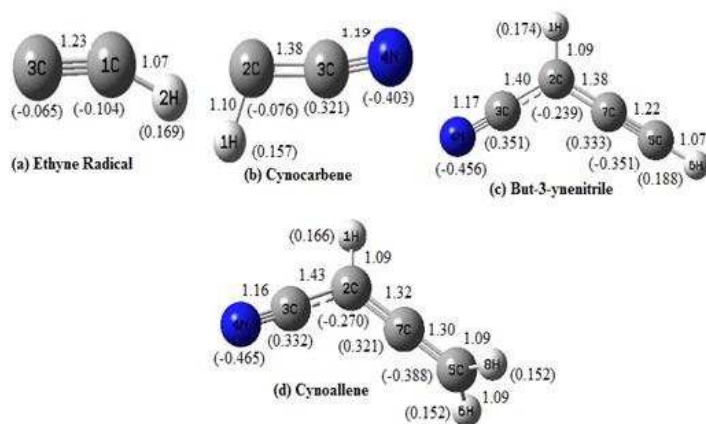 1.23
3C 1C 1.07
2H
(-0.065) (-0.104)
(0.169)
(a) Ethyne Radical
1.38 1.19
2C 3C 4N
1.10 (-0.076) (0.321) (-0.403)
1H
(0.157)
(b) Cynocarbene
(0.174) 1H
1.09
1.40 2C 1.38
1.17 3C (-0.239) 7C 1.22
(0.351) (0.333) 5C 1.07
(-0.456) (-0.351) (0.188) 6H
(c) But-3-ynenitrile
(0.166) 1H
1.43 1.09
1.16 3C 2C 1.32
(0.332) (-0.270) 7C 1.30
(-0.465) (0.321) 1.09
(-0.388) 5C 8H (0.152)
(d) Cynoallene
(0.152) 6H 1.09